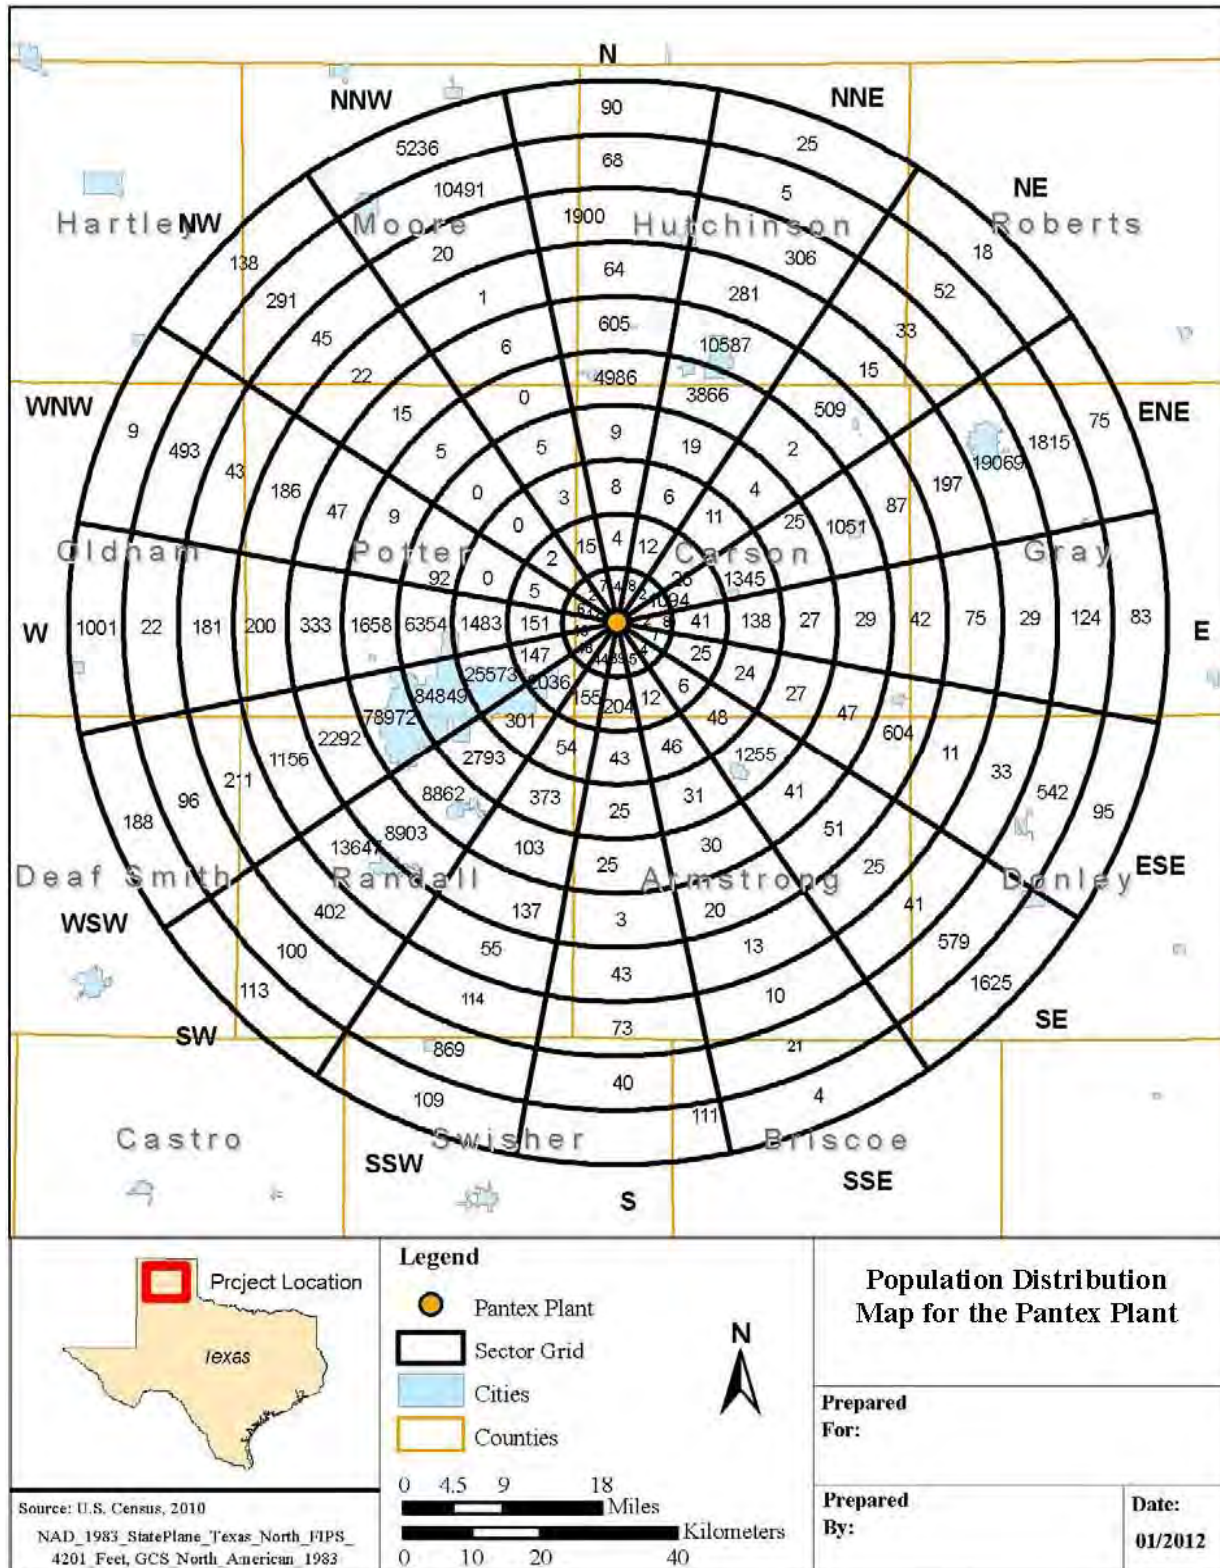 N
NNW
NNE
90
5236
25
68
10491
5
NE
1900
Hartley
NW
Moore
Hutchinson
Roberts
20
306
18
138
64
291
1
281
52
45
605
33
6
10587
22
15
4986
WNW
0
3866
509
75
ENE
9
15
1815
493
5
5
9
19
2
19069
43
197
186
0
3
8
6
4
87
47
9
0
11
25
1051
15
4
12
Oldham
Potter
Carson
Gray
2
92
0
5
25
1345
1094
W
1001
22
181
200
333
1658
6354
1483
151
8
41
138
27
29
42
75
29
124
83
E
147
25
24
25573
2036
155
204
12
6
27
84849
78972
301
48
47
604
2292
2793
54
43
46
1255
11
1156
211
33
8862
373
25
31
41
542
96
95
188
8903
13647
103
25
30
51
25
Deaf Smith
Randall
Armstrong
Donley
ESE
402
137
3
20
41
WSW
55
13
579
100
43
113
114
10
1625
SW
73
SE
869
21
40
109
111
4
Castro
Swisher
Briscoe
SSW
SSE
S
Project Location
Texas
Source: U.S. Census, 2010
NAD_1983_StatePlane_Texas_North_FIPS_
4201_Feet, GCS_North_American_1983
Legend
Pantex Plant
Sector Grid
Cities
Counties
N
0 4.5 9 18
Miles
Kilometers
0 10 20 40
Population Distribution
Map for the Pantex Plant
Prepared
For:
Prepared
By:
Date:
01/2012